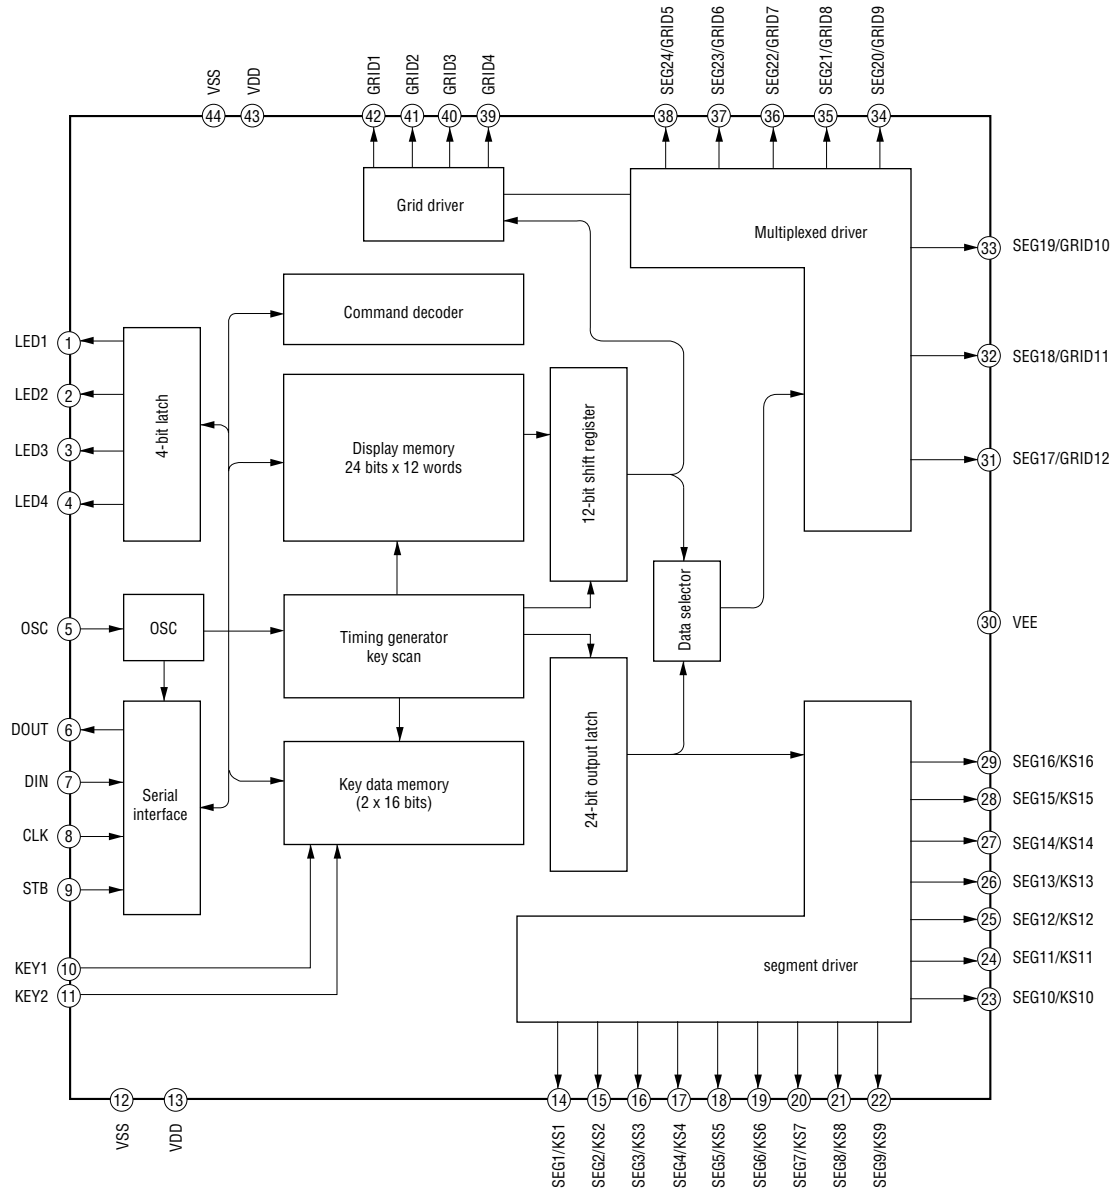 VSS
VDD
GRID1
GRID2
GRID3
GRID4
SEG24/GRID5
SEG23/GRID6
SEG22/GRID7
SEG21/GRID8
SEG20/GRID9
44
43
42
41
40
39
38
37
36
35
34
Grid driver
Multiplexed driver
33
SEG19/GRID10
Command decoder
LED1
1
32
SEG18/GRID11
LED2
2
4-bit latch
LED3
3
Display memory
24 bits x 12 words
12-bit shift register
31
SEG17/GRID12
LED4
4
OSC
5
OSC
Timing generator
key scan
Data selector
30
VEE
DOUT
6
DIN
7
Serial
interface
Key data memory
(2 x 16 bits)
24-bit output latch
29
SEG16/KS16
28
SEG15/KS15
CLK
8
27
SEG14/KS14
STB
9
26
SEG13/KS13
25
SEG12/KS12
KEY1
10
segment driver
24
SEG11/KS11
KEY2
11
23
SEG10/KS10
12
13
14
15
16
17
18
19
20
21
22
VSS
VDD
SEG1/KS1
SEG2/KS2
SEG3/KS3
SEG4/KS4
SEG5/KS5
SEG6/KS6
SEG7/KS7
SEG8/KS8
SEG9/KS9